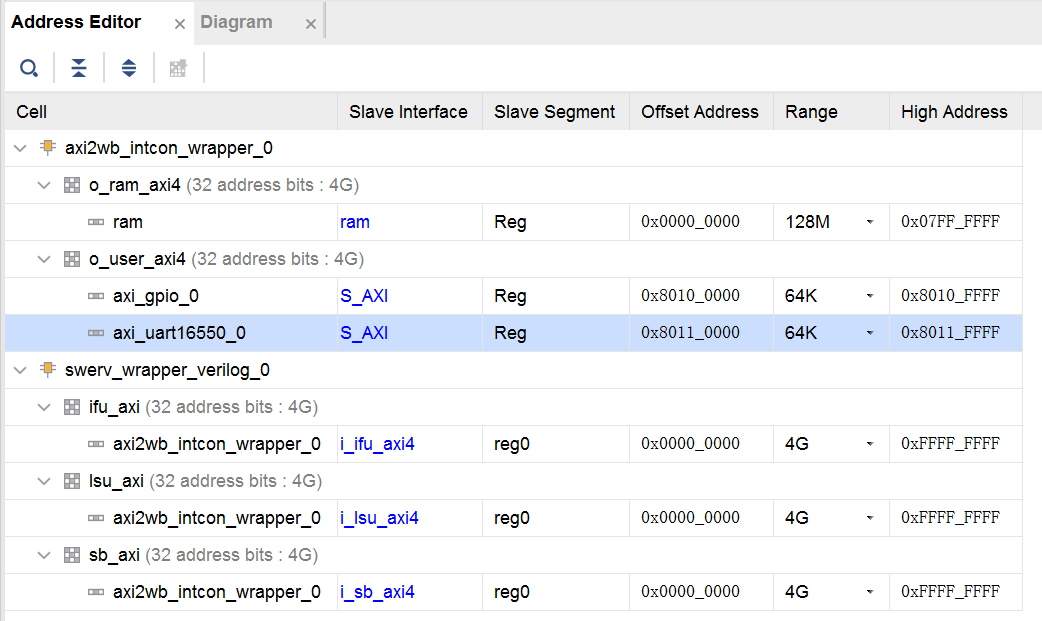 Address Editor × Diagram ×
Cell Slave Interface Slave Segment Offset Address Range High Address
axi2wb_intcon_wrapper_0
o_ram_axi4 (32 address bits : 4G)
ram ram Reg 0x0000_0000 128M 0x07FF_FFFF
o_user_axi4 (32 address bits : 4G)
axi_gpio_0 S_AXI Reg 0x8010_0000 64K 0x8010_FFFF
axi_uart16550_0 S_AXI Reg 0x8011_0000 64K 0x8011_FFFF
swerv_wrapper_verilog_0
ifu_axi (32 address bits : 4G)
axi2wb_intcon_wrapper_0 i_ifu_axi4 reg0 0x0000_0000 4G 0xFFFF_FFFF
lsu_axi (32 address bits : 4G)
axi2wb_intcon_wrapper_0 i_lsu_axi4 reg0 0x0000_0000 4G 0xFFFF_FFFF
sb_axi (32 address bits : 4G)
axi2wb_intcon_wrapper_0 i_sb_axi4 reg0 0x0000_0000 4G 0xFFFF_FFFF